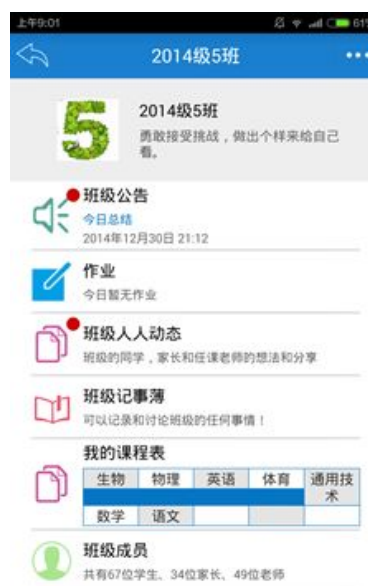 上午9:01
61%
2014级5班
2014级5班
勇敢接受挑战，做出个样来给自己
看。
班级公告
今日总结
2014年12月30日 21:12
作业
今日暂无作业
班级人人动态
班级的同学，家长和任课老师的想法和分享
班级记事薄
可以记录和讨论班级的任何事情！
我的课程表
生物 物理 英语 体育 通用技
术
数学 语文
班级成员
共有67位学生、34位家长、49位老师